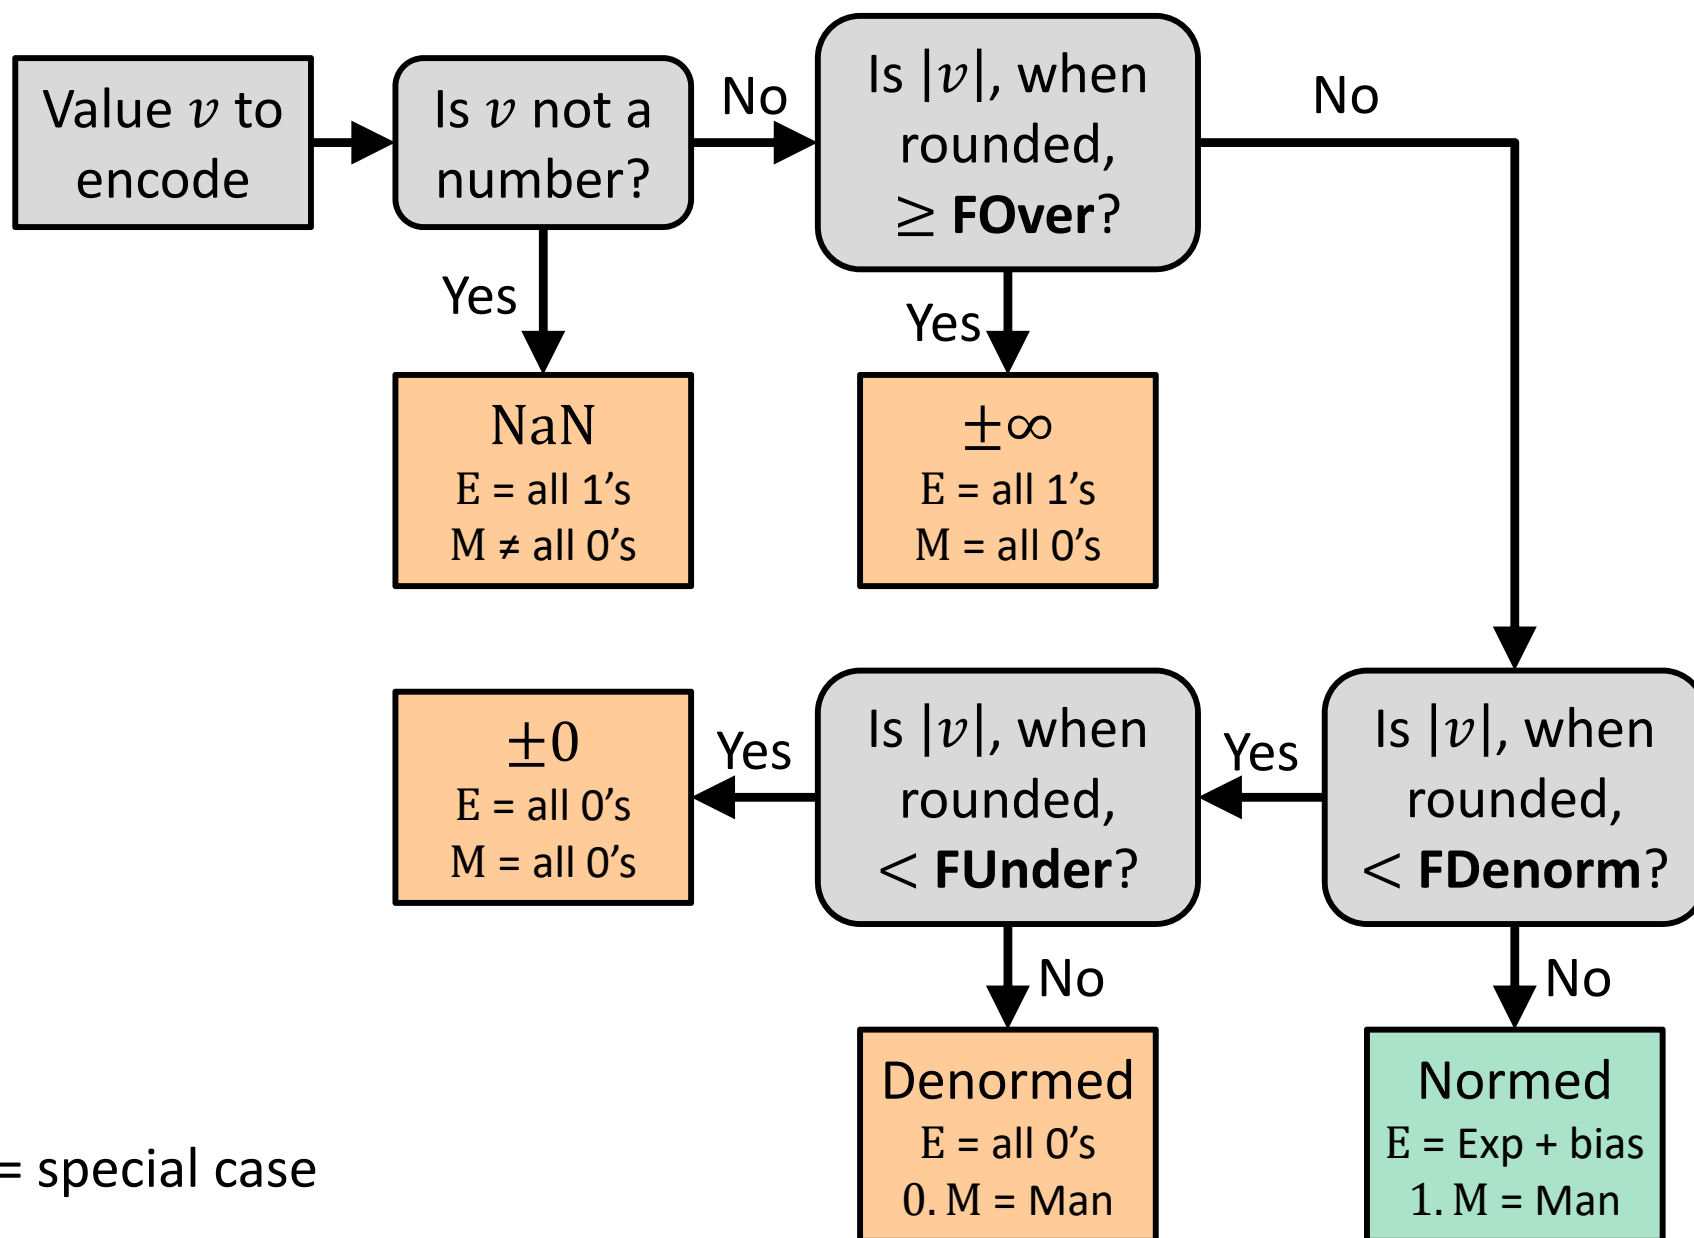 Value v to
encode
Is v not a
number?
No
Is |v|, when
rounded,
≥ FOver?
No
Yes
Yes
NaN
E = all 1’s
M ≠ all 0’s
±∞
E = all 1’s
M = all 0’s
±0
E = all 0’s
M = all 0’s
Yes
Is |v|, when
rounded,
< FUnder?
Yes
Is |v|, when
rounded,
< FDenorm?
No
No
Denormed
E = all 0’s
0. M = Man
Normed
E = Exp + bias
1. M = Man
= special case